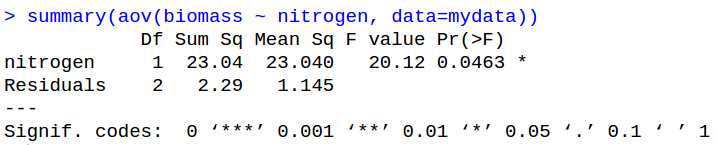 > summary(aov(biomass ~ nitrogen, data=mydata))
            Df Sum Sq Mean Sq F value Pr(>F)
nitrogen     1  23.04  23.040   20.12 0.0463 *
Residuals    2   2.29   1.145
---
Signif. codes:  0 ‘***’ 0.001 ‘**’ 0.01 ‘*’ 0.05 ‘.’ 0.1 ‘ ’ 1